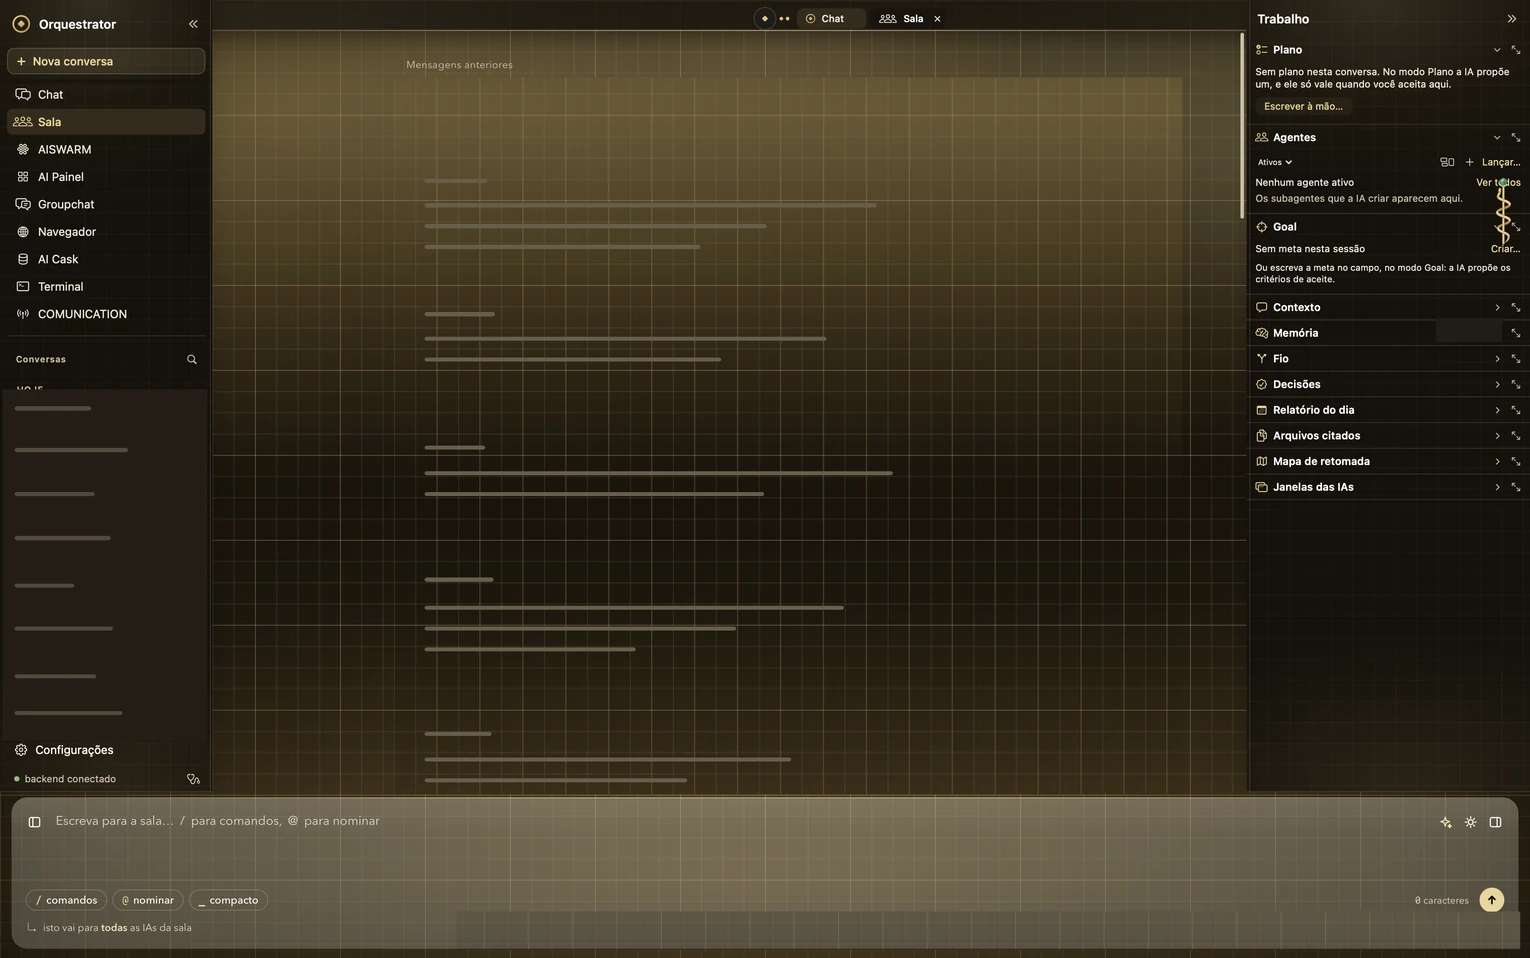 Orquestrator
Nova conversa
Chat
Sala
AISWARM
AI Painel
Groupchat
Navegador
AI Cask
Terminal
COMUNICATION
Conversas
HOJE
Configurações
backend conectado
Chat
Sala
Mensagens anteriores
Trabalho
Plano
Sem plano nesta conversa. No modo Plano a IA propõe
um, e ele só vale quando você aceita aqui.
Escrever à mão...
Agentes
Ativos
+ Lançar...
Nenhum agente ativo
Ver todos
Os subagentes que a IA criar aparecem aqui.
Goal
Sem meta nesta sessão
Criar...
Ou escreva a meta no campo, no modo Goal: a IA propõe os
critérios de aceite.
Contexto
Memória
Fio
Decisões
Relatório do dia
Arquivos citados
Mapa de retomada
Janelas das IAs
Escreva para a sala... / para comandos, @ para nominar
/ comandos
@ nominar
_ compacto
0 caracteres
isto vai para todas as IAs da sala